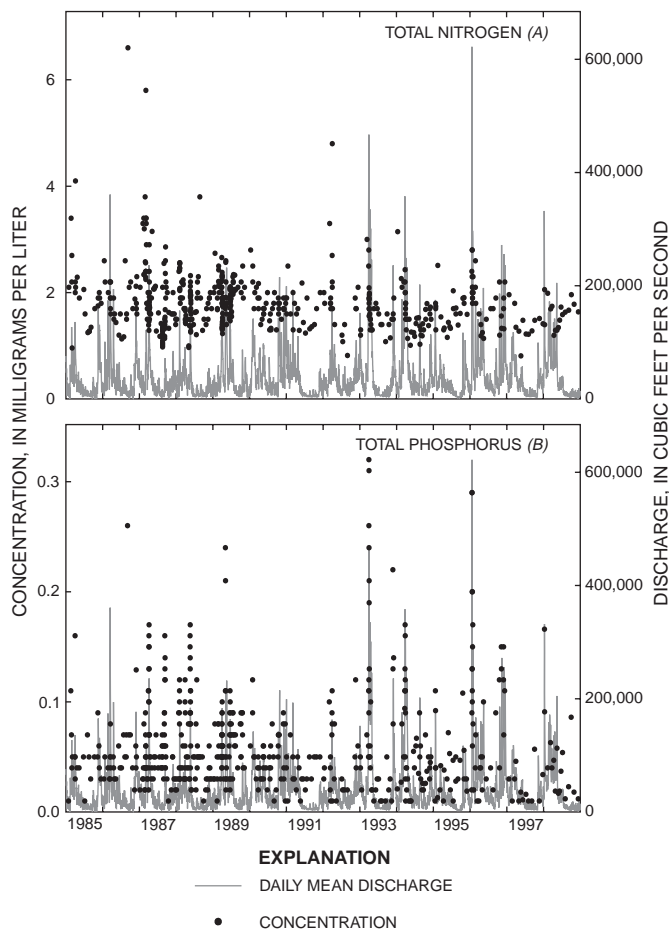 TOTAL NITROGEN (A)
6
4
2
0
600,000
400,000
200,000
0
TOTAL PHOSPHORUS (B)
0.3
0.2
0.1
0.0
600,000
400,000
200,000
0
1985 1987 1989 1991 1993 1995 1997
CONCENTRATION, IN MILLIGRAMS PER LITER
DISCHARGE, IN CUBIC FEET PER SECOND
EXPLANATION
DAILY MEAN DISCHARGE
CONCENTRATION